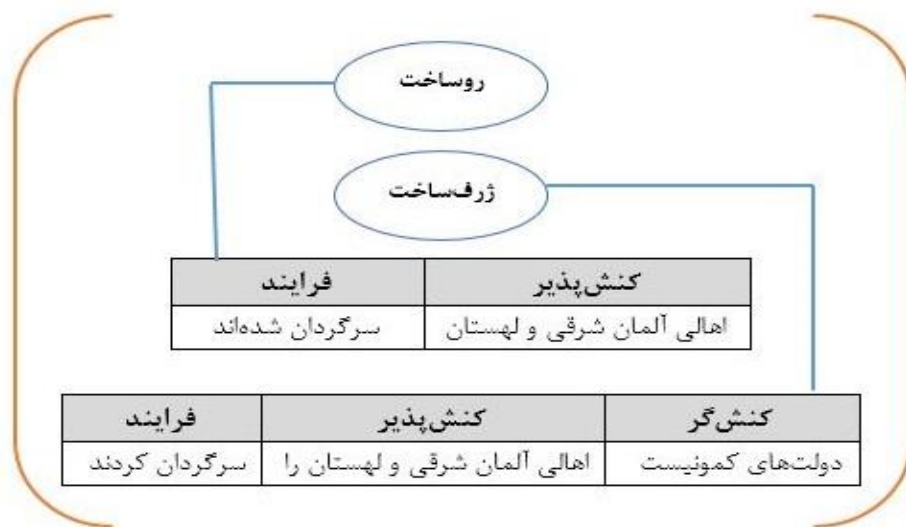 روساخت
ژرف‌ساخت
کنش‌پذیر فرایند
اهالی آلمان شرقی و لهستان سرگردان شده‌اند
کنش‌گر کنش‌پذیر فرایند
دولت‌های کمونیست اهالی آلمان شرقی و لهستان را سرگردان کردند